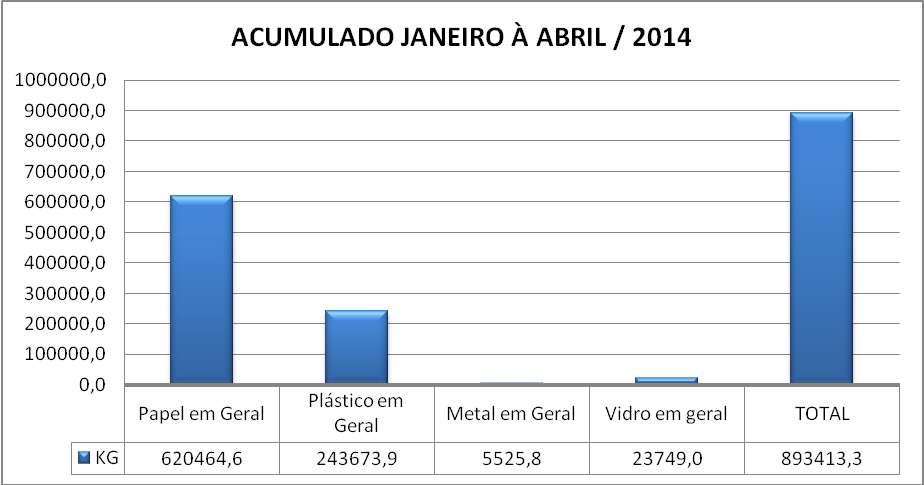 ACUMULADO JANEIRO À ABRIL / 2014
1000000,0
900000,0
800000,0
700000,0
600000,0
500000,0
400000,0
300000,0
200000,0
100000,0
0,0
Papel em Geral
Plástico em
Geral
Metal em Geral
Vidro em geral
TOTAL
KG 620464,6 243673,9 5525,8 23749,0 893413,3